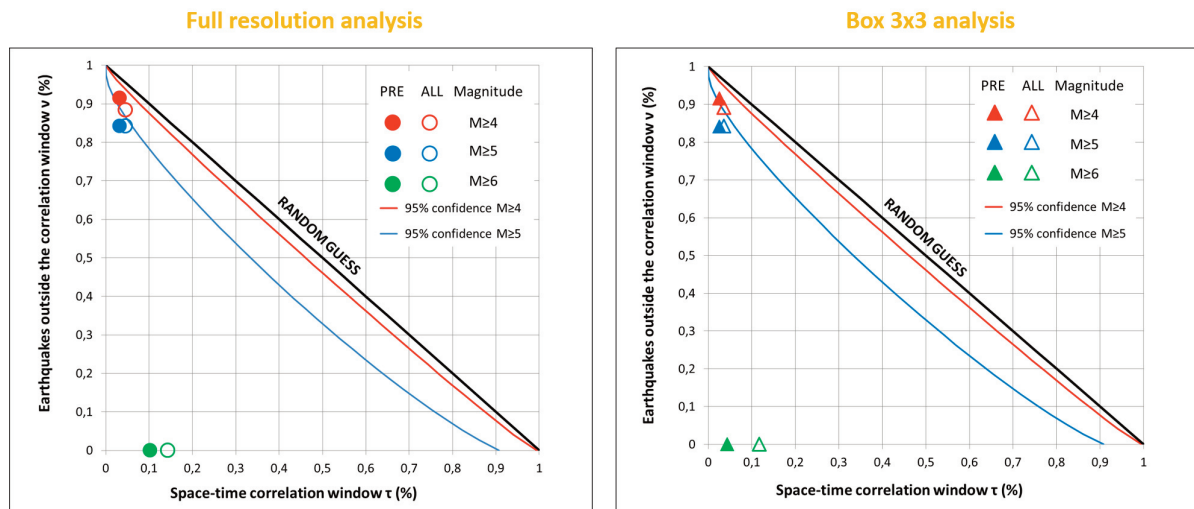 Full resolution analysis
Earthquakes outside the correlation window ν (%)
1
0,9
0,8
0,7
0,6
0,5
0,4
0,3
0,2
0,1
0
PRE ALL Magnitude
M≥4
M≥5
M≥6
95% confidence M≥4
95% confidence M≥5
RANDOM GUESS
0 0,1 0,2 0,3 0,4 0,5 0,6 0,7 0,8 0,9 1
Space-time correlation window τ (%)
Box 3x3 analysis
Earthquakes outside the correlation window ν (%)
1
0,9
0,8
0,7
0,6
0,5
0,4
0,3
0,2
0,1
0
PRE ALL Magnitude
M≥4
M≥5
M≥6
95% confidence M≥4
95% confidence M≥5
RANDOM GUESS
0 0,1 0,2 0,3 0,4 0,5 0,6 0,7 0,8 0,9 1
Space-time correlation window τ (%)